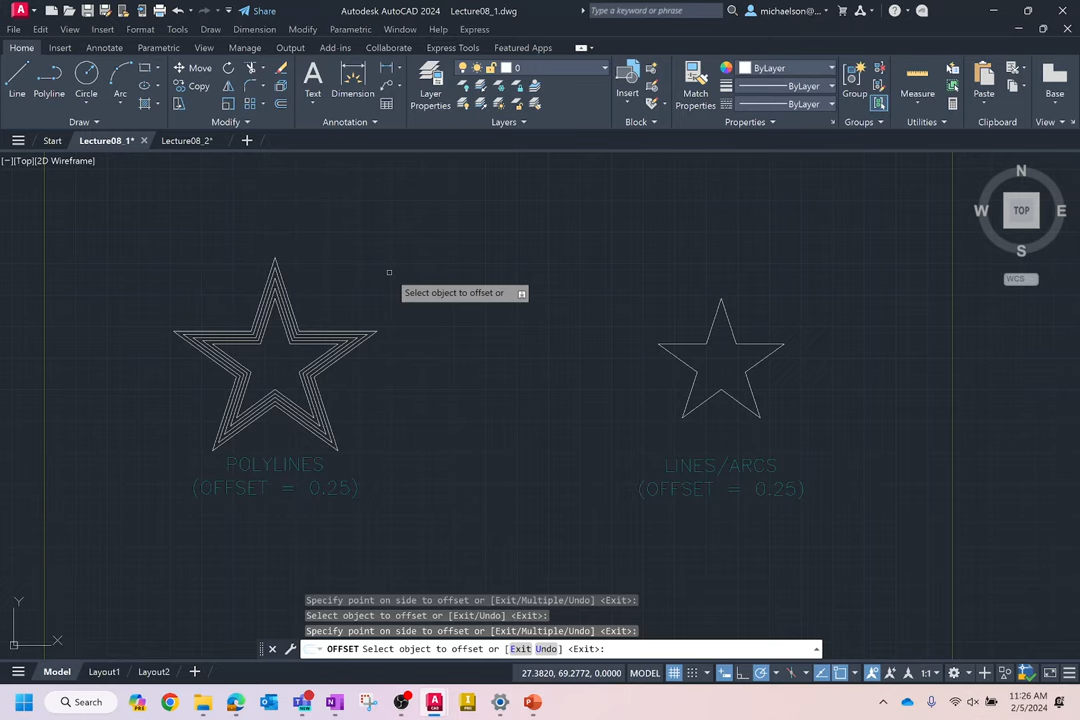 A CAD Share Autodesk AutoCAD 2024 Lecture08_1.dwg Type a keyword or phrase michaelson@...
File Edit View Insert Format Tools Draw Dimension Modify Parametric Window Help Express
Home Insert Annotate Parametric View Manage Output Add-ins Collaborate Express Tools Featured Apps
Move 0 ByLayer
Copy ByLayer
ByLayer
Line Polyline Circle Arc Text Dimension Layer Properties Insert Match Properties Group Measure Paste Base
Draw Modify Annotation Layers Block Properties Groups Utilities Clipboard View
Start Lecture08_1* Lecture08_2*
[−][Top][2D Wireframe]
N
W TOP E
S
WCS
Select object to offset or
POLYLINES
(OFFSET = 0.25)
LINES/ARCS
(OFFSET = 0.25)
Specify point on side to offset or [Exit/Multiple/Undo] <Exit>:
Select object to offset or [Exit/Undo] <Exit>:
Specify point on side to offset or [Exit/Multiple/Undo] <Exit>:
OFFSET Select object to offset or [Exit Undo] <Exit>:
Y
X
Model Layout1 Layout2 27.3820, 69.2772, 0.0000 MODEL 1:1
Search 11:26 AM
2/5/2024